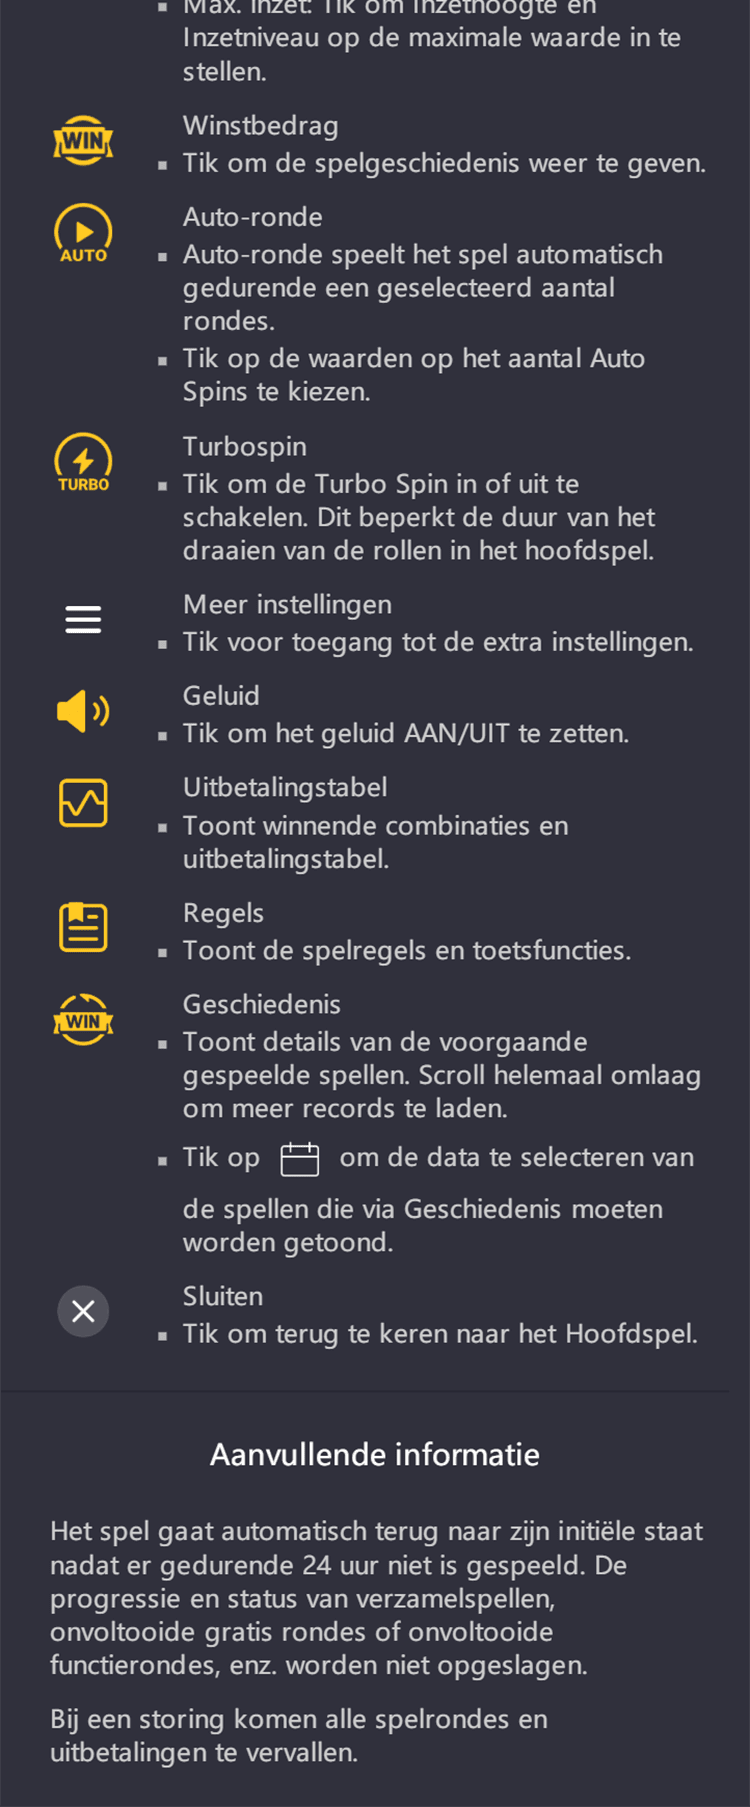 Max. Inzet: Tik om Inzethoogte en
Inzetniveau op de maximale waarde in te
stellen.
WIN
Winstbedrag
Tik om de spelgeschiedenis weer te geven.
AUTO
Auto-ronde
Auto-ronde speelt het spel automatisch
gedurende een geselecteerd aantal
rondes.
Tik op de waarden op het aantal Auto
Spins te kiezen.
TURBO
Turbospin
Tik om de Turbo Spin in of uit te
schakelen. Dit beperkt de duur van het
draaien van de rollen in het hoofdspel.
Meer instellingen
Tik voor toegang tot de extra instellingen.
Geluid
Tik om het geluid AAN/UIT te zetten.
Uitbetalingstabel
Toont winnende combinaties en
uitbetalingstabel.
Regels
Toont de spelregels en toetsfuncties.
WIN
Geschiedenis
Toont details van de voorgaande
gespeelde spellen. Scroll helemaal omlaag
om meer records te laden.
Tik op om de data te selecteren van
de spellen die via Geschiedenis moeten
worden getoond.
Sluiten
Tik om terug te keren naar het Hoofdspel.
Aanvullende informatie
Het spel gaat automatisch terug naar zijn initiële staat
nadat er gedurende 24 uur niet is gespeeld. De
progressie en status van verzamelspellen,
onvoltooide gratis rondes of onvoltooide
functierondes, enz. worden niet opgeslagen.
Bij een storing komen alle spelrondes en
uitbetalingen te vervallen.